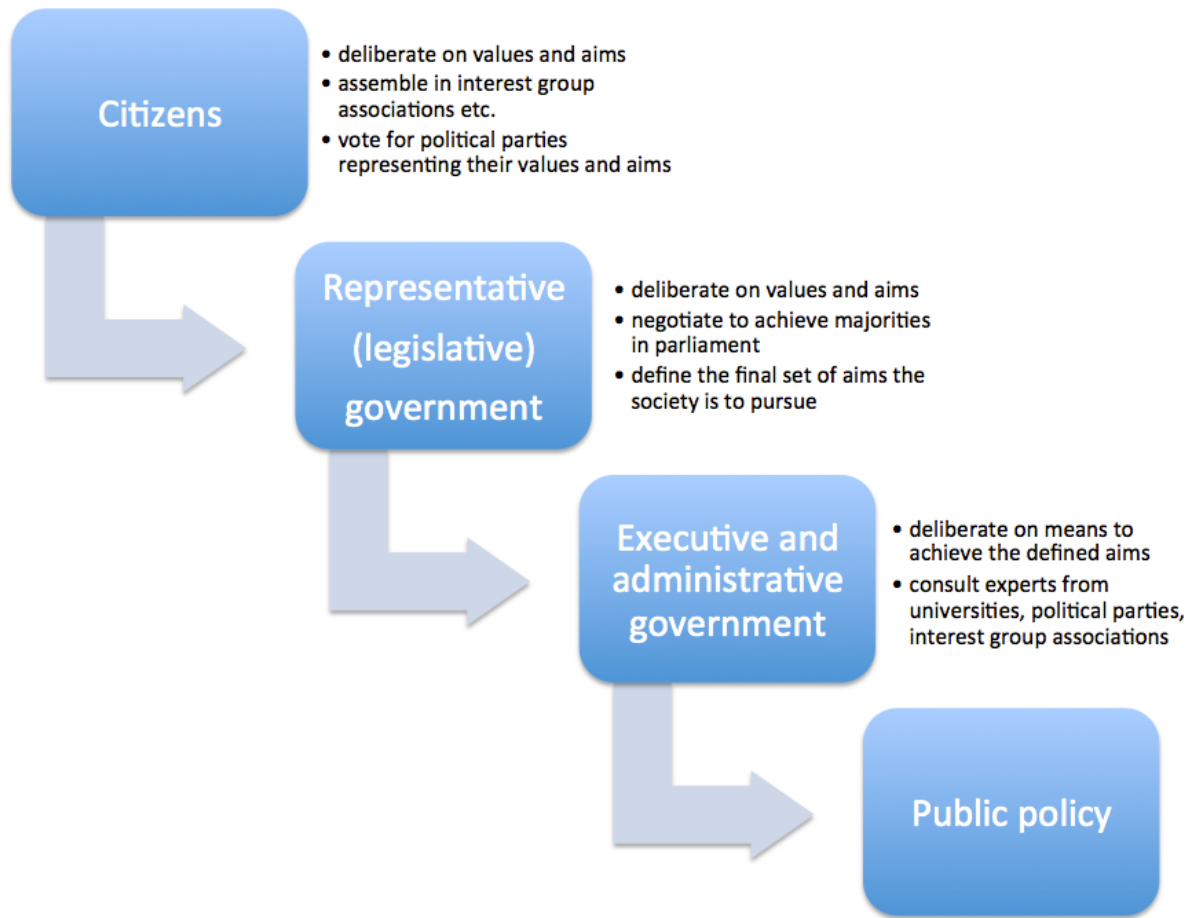 Citizens
• deliberate on values and aims
• assemble in interest group
associations etc.
• vote for political parties
representing their values and aims
Representative
(legislative)
government
• deliberate on values and aims
• negotiate to achieve majorities
in parliament
• define the final set of aims the
society is to pursue
Executive and
administrative
government
• deliberate on means to
achieve the defined aims
• consult experts from
universities, political parties,
interest group associations
Public policy